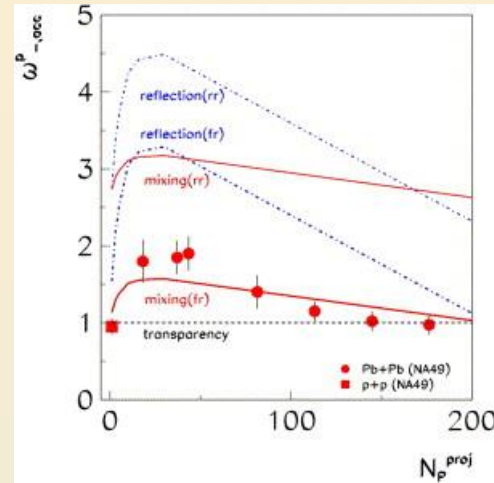 ω^p_-,acc
5
4
3
2
1
0
reflection(rr)
reflection(fr)
mixing(rr)
mixing(fr)
transparency
Pb+Pb (NA49)
p+p (NA49)
0
100
200
N_P^proj